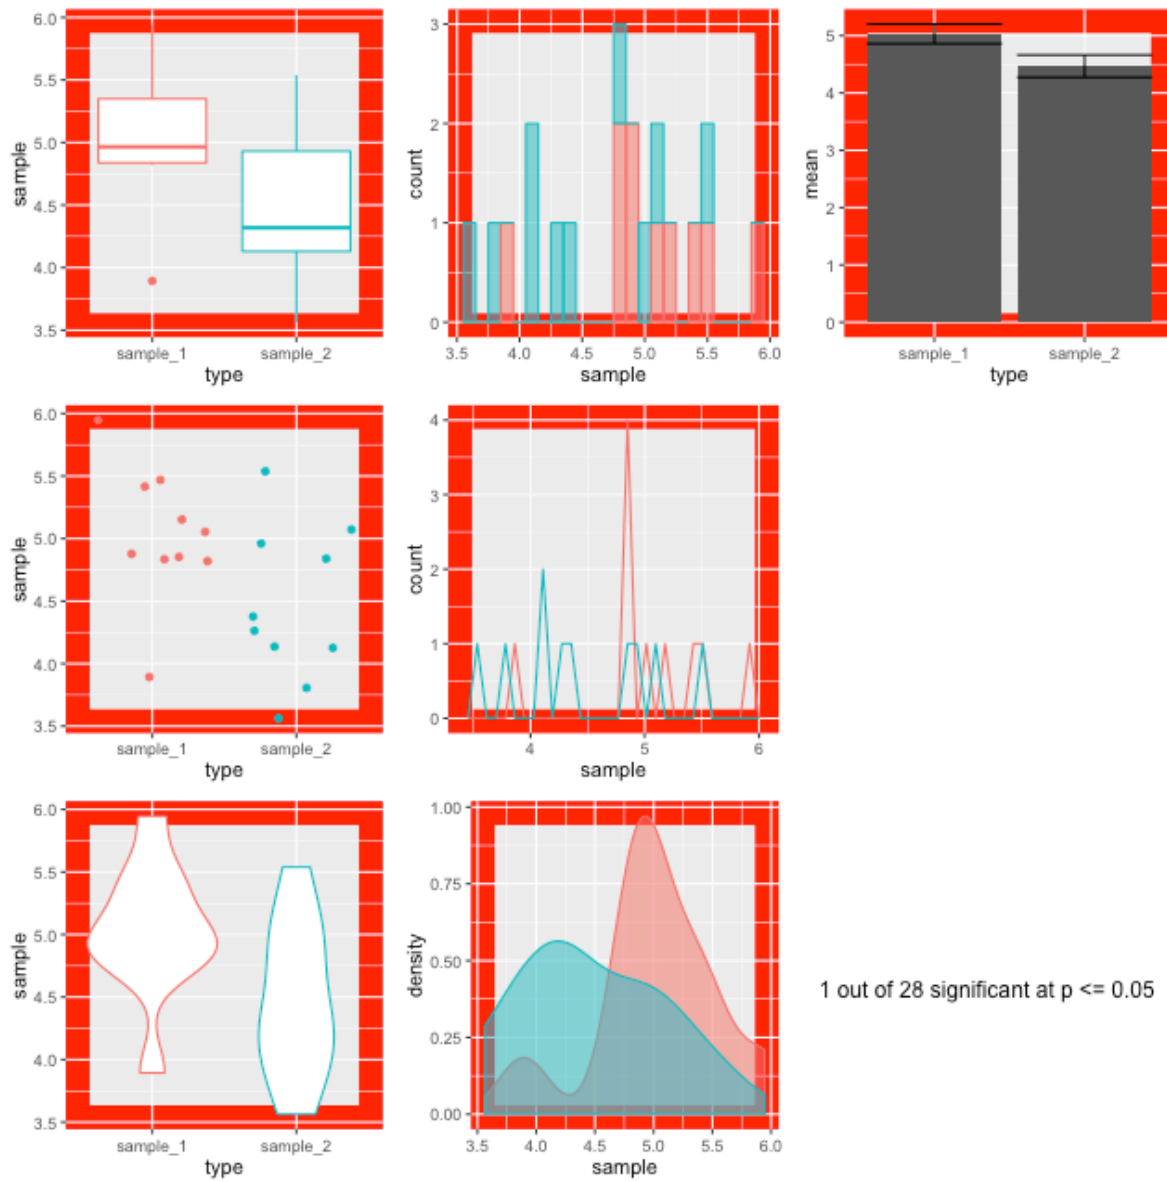 sample
6.0
5.5
5.0
4.5
4.0
3.5
sample_1 sample_2
type
count
3
2
1
0
3.5 4.0 4.5 5.0 5.5 6.0
sample
mean
5
4
3
2
1
0
sample_1 sample_2
type
sample
6.0
5.5
5.0
4.5
4.0
3.5
sample_1 sample_2
type
count
4
3
2
1
0
4 5 6
sample
sample
6.0
5.5
5.0
4.5
4.0
3.5
sample_1 sample_2
type
density
1.00
0.75
0.50
0.25
0.00
3.5 4.0 4.5 5.0 5.5 6.0
sample
1 out of 28 significant at p <= 0.05